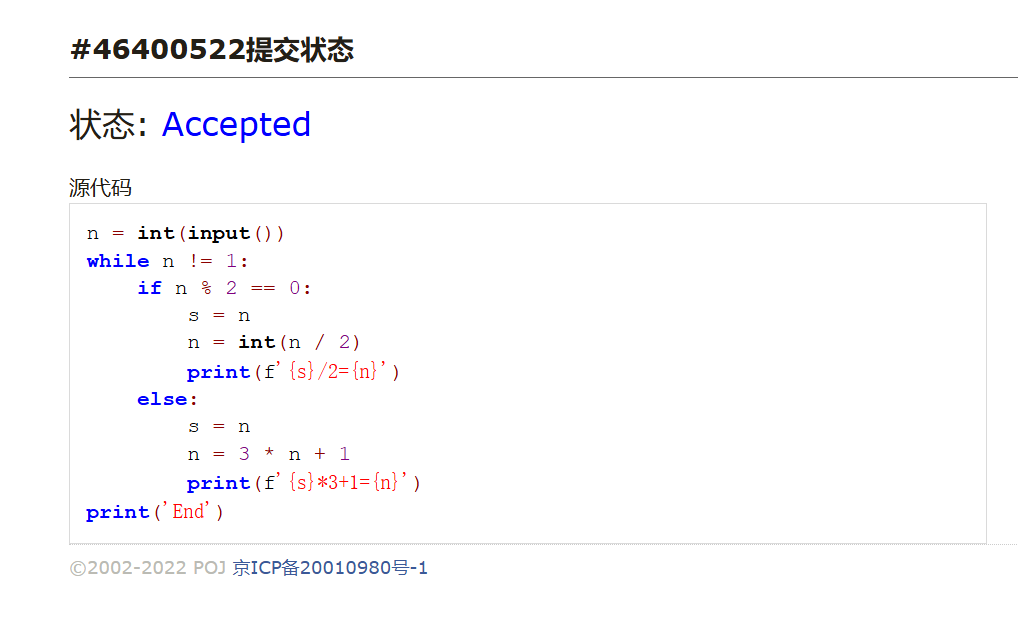 #46400522提交状态
状态: Accepted
源代码
n = int(input())
while n != 1:
    if n % 2 == 0:
        s = n
        n = int(n / 2)
        print(f'{s}/2={n}')
    else:
        s = n
        n = 3 * n + 1
        print(f'{s}*3+1={n}')
print('End')
©2002-2022 POJ 京ICP备20010980号-1